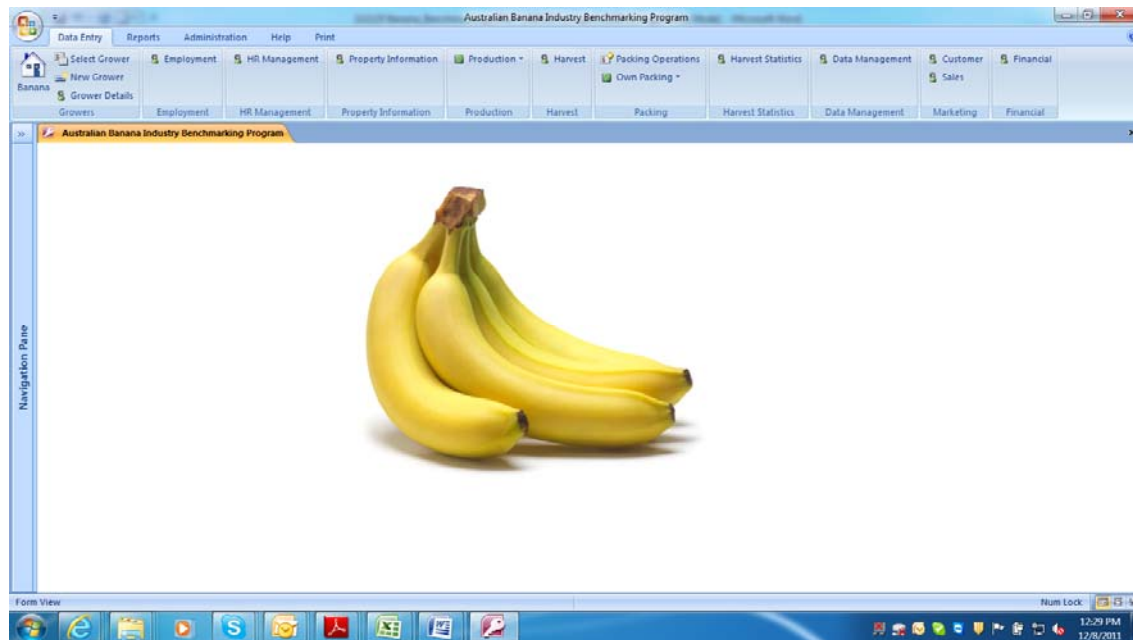 Australian Banana Industry Benchmarking Program
Data Entry Reports Administration Help Print
Banana
Select Grower
New Grower
Grower Details
Growers
Employment
Employment
HR Management
HR Management
Property Information
Property Information
Production
Production
Harvest
Harvest
Packing Operations
Own Packing
Packing
Harvest Statistics
Harvest Statistics
Data Management
Data Management
Customer
Sales
Marketing
Financial
Financial
Australian Banana Industry Benchmarking Program
Navigation Pane
Form View
Num Lock
12:29 PM
12/8/2011